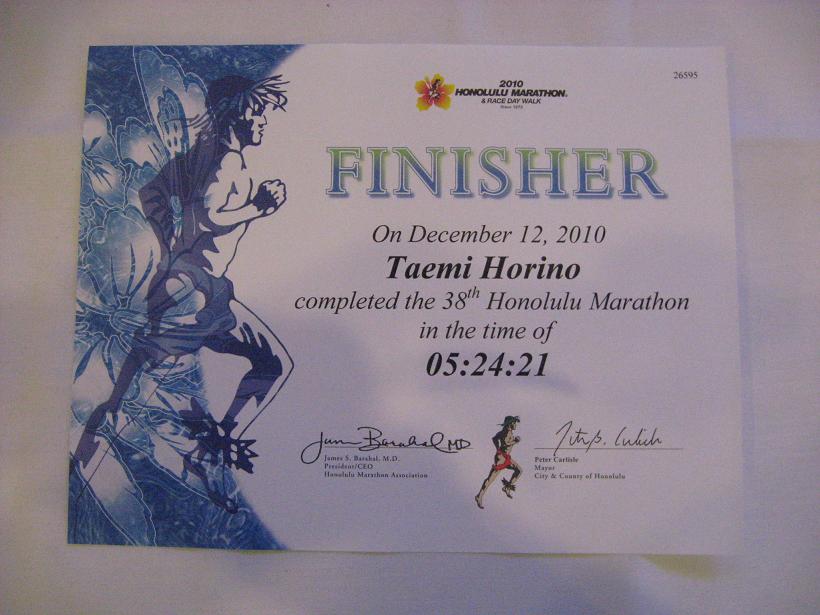 26595
2010
HONOLULU MARATHON
& RACE DAY WALK
Since 1973
FINISHER
On December 12, 2010
Taemi Horino
completed the 38th Honolulu Marathon
in the time of
05:24:21
James S. Barahal, M.D.
President/CEO
Honolulu Marathon Association
Peter Carlisle
Mayor
City & County of Honolulu